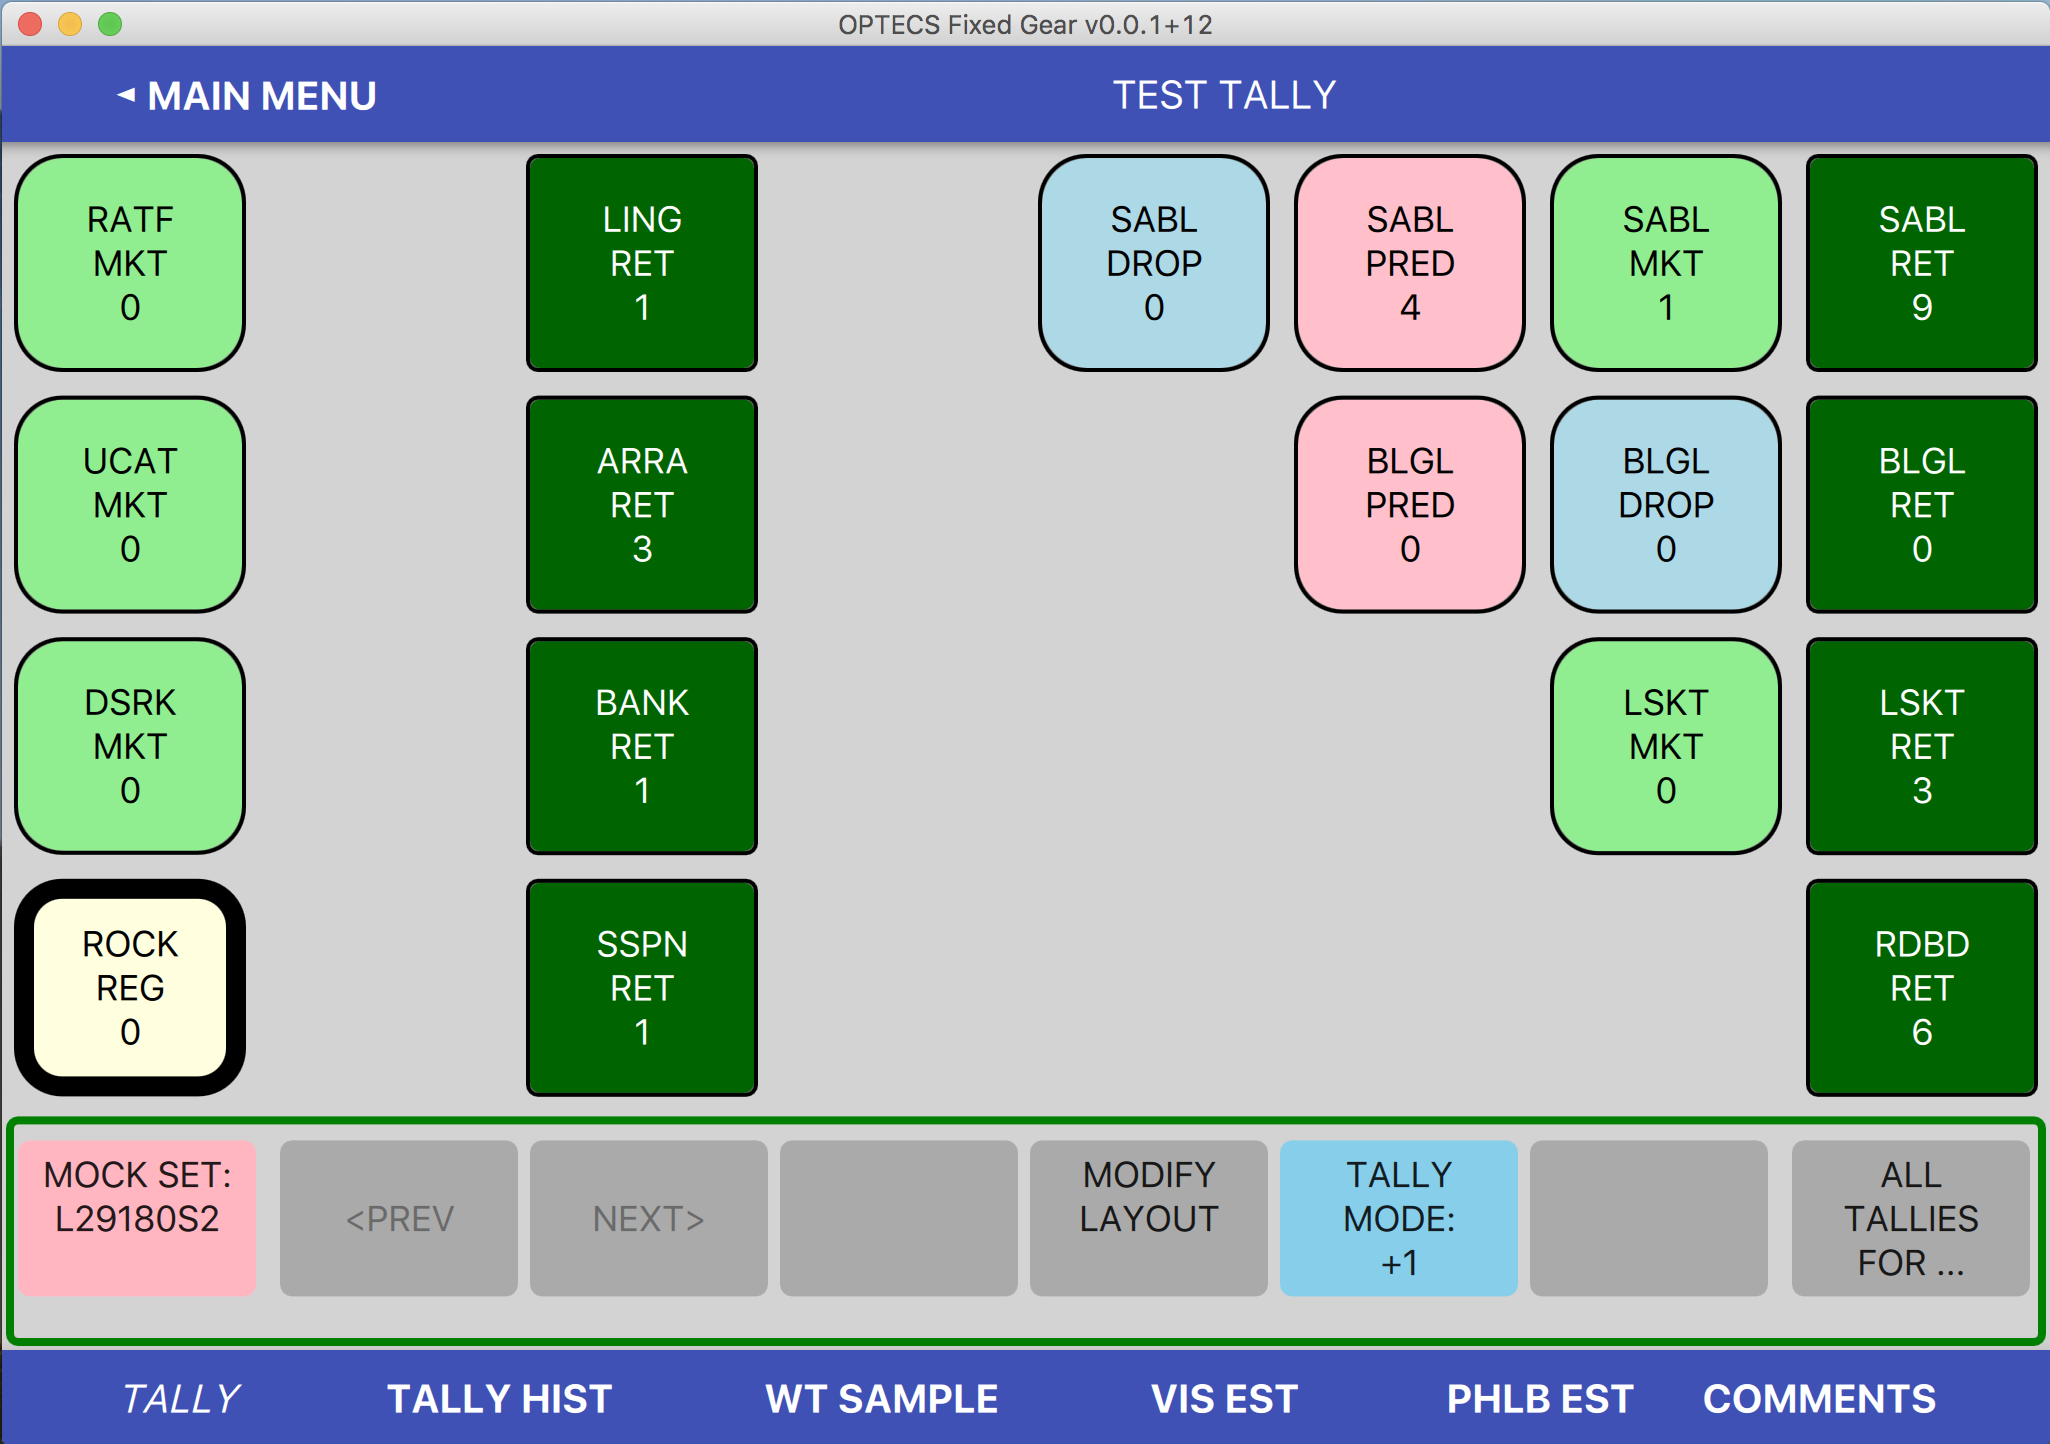 OPTECS Fixed Gear v0.0.1+12
◄ MAIN MENU
TEST TALLY
RATF
MKT
0
LING
RET
1
SABL
DROP
0
SABL
PRED
4
SABL
MKT
1
SABL
RET
9
UCAT
MKT
0
ARRA
RET
3
BLGL
PRED
0
BLGL
DROP
0
BLGL
RET
0
DSRK
MKT
0
BANK
RET
1
LSKT
MKT
0
LSKT
RET
3
ROCK
REG
0
SSPN
RET
1
RDBD
RET
6
MOCK SET:
L29180S2
<PREV
NEXT>
MODIFY
LAYOUT
TALLY
MODE:
+1
ALL
TALLIES
FOR ...
TALLY
TALLY HIST
WT SAMPLE
VIS EST
PHLB EST
COMMENTS